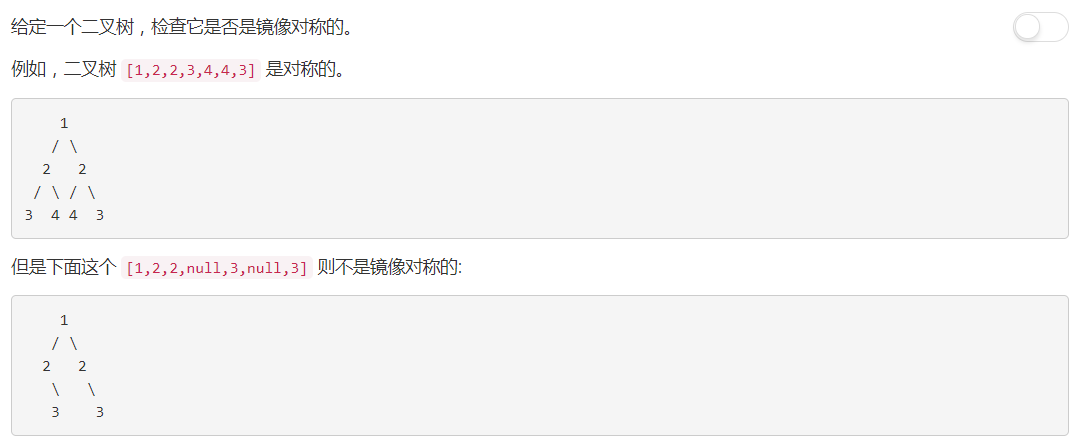 给定一个二叉树，检查它是否是镜像对称的。
例如，二叉树 [1,2,2,3,4,4,3] 是对称的。
    1
   / \
  2   2
 / \ / \
3  4 4  3
但是下面这个 [1,2,2,null,3,null,3] 则不是镜像对称的:
    1
   / \
  2   2
   \   \
   3    3